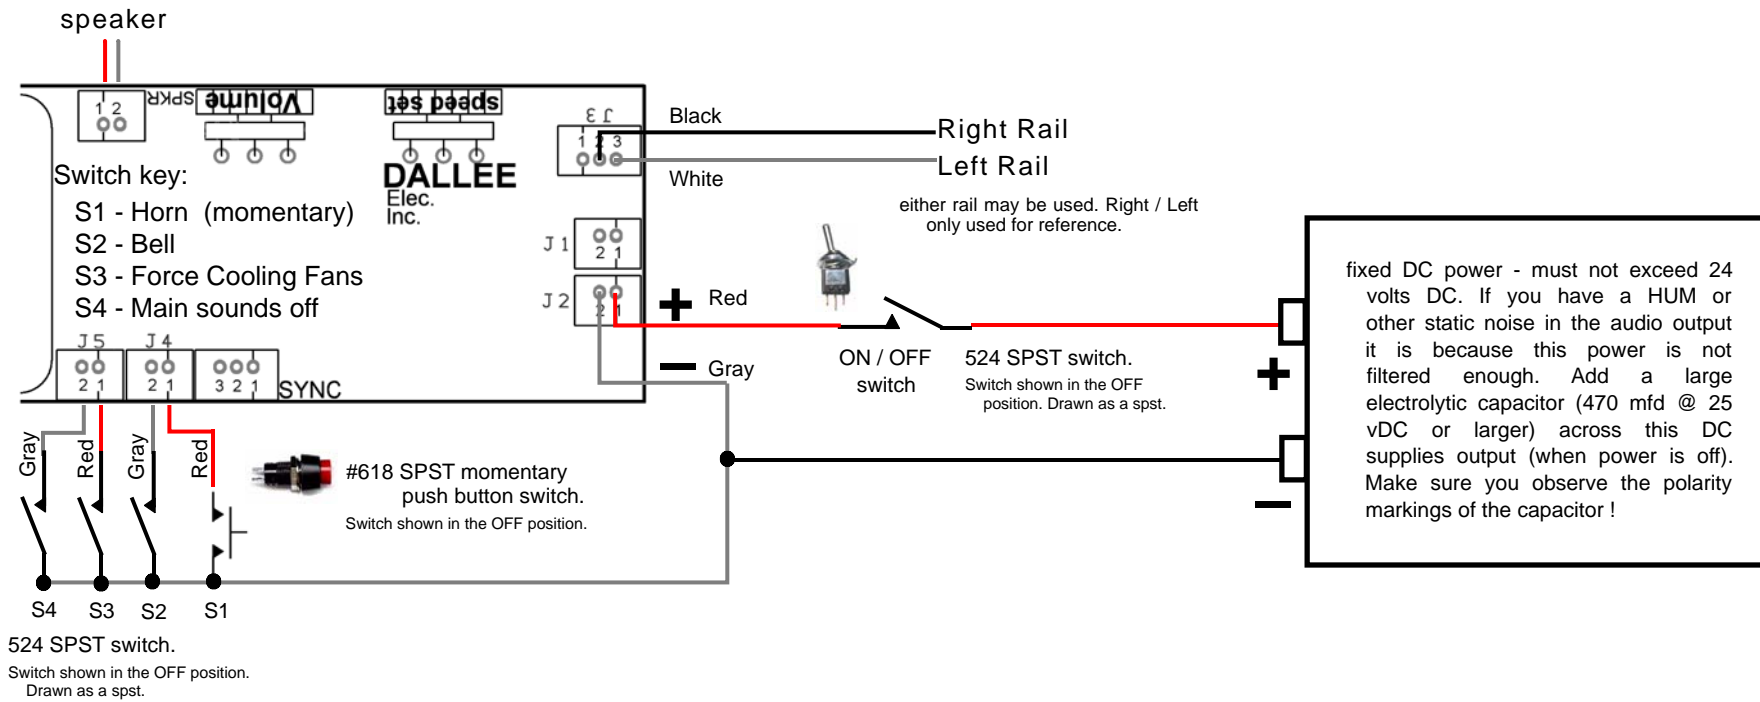 speaker
1 2
SPKR
Volume
speed set
J 3
1 2 3
Black
Right Rail
Left Rail
White
either rail may be used. Right / Left
only used for reference.
DALLEE
Elec.
Inc.
Switch key:
S1 - Horn (momentary)
S2 - Bell
S3 - Force Cooling Fans
S4 - Main sounds off
J 1
2 1
J 2
2 1
+
Red
−
Gray
ON / OFF
switch
524 SPST switch.
Switch shown in the OFF
position. Drawn as a spst.
+
−
fixed DC power - must not exceed 24
volts DC. If you have a HUM or
other static noise in the audio output
it is because this power is not
filtered enough. Add a large
electrolytic capacitor (470 mfd @ 25
vDC or larger) across this DC
supplies output (when power is off).
Make sure you observe the polarity
markings of the capacitor !
J 5
2 1
J 4
2 1
3 2 1
SYNC
Gray
Red
Gray
Red
#618 SPST momentary
push button switch.
Switch shown in the OFF position.
S4 S3 S2 S1
524 SPST switch.
Switch shown in the OFF position.
Drawn as a spst.